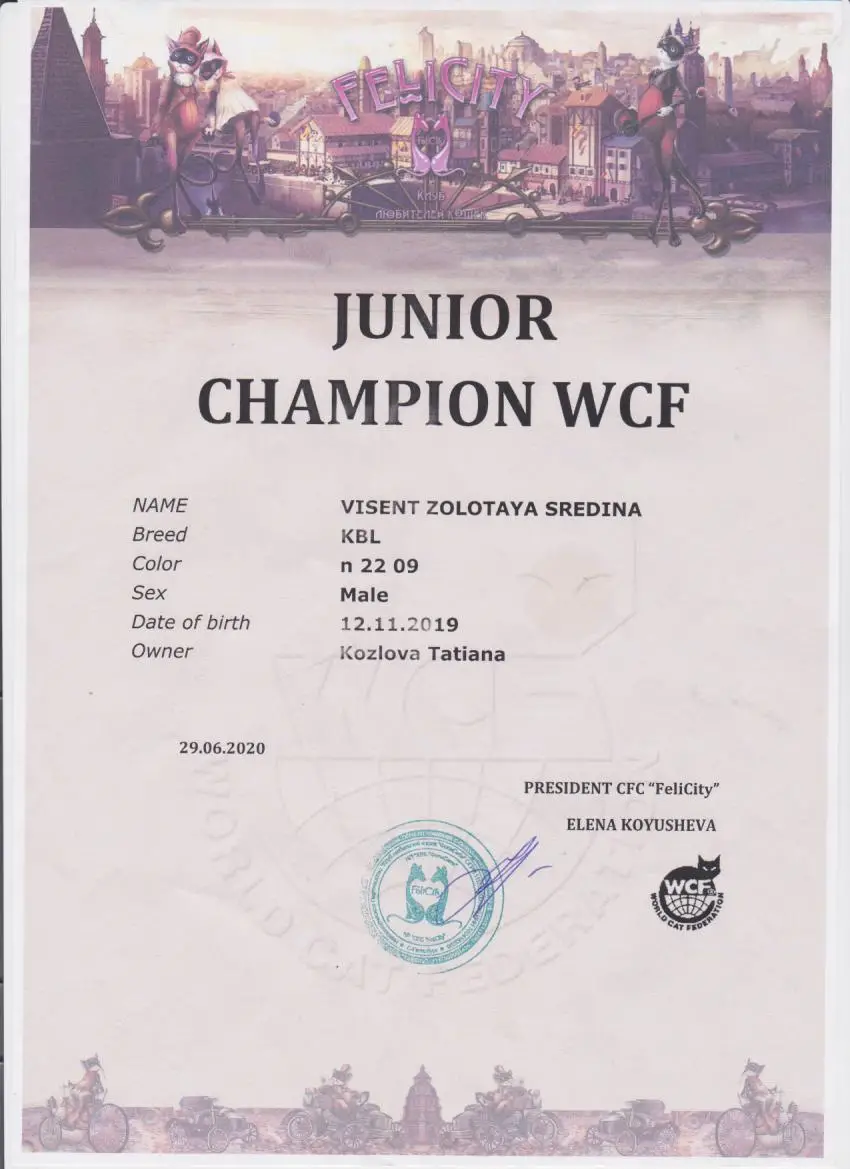 FELICITY
FeliCity
КЛУБ
ЛЮБИТЕЛЕЙ КОШЕК
JUNIOR
CHAMPION WCF
NAME VISENT ZOLOTAYA SREDINA
Breed KBL
Color n 22 09
Sex Male
Date of birth 12.11.2019
Owner Kozlova Tatiana
29.06.2020
PRESIDENT CFC “FeliCity”
ELENA KOYUSHEVA
FeliCity
WCF
WORLD CAT FEDERATION
WCF
WORLD CAT FEDERATION